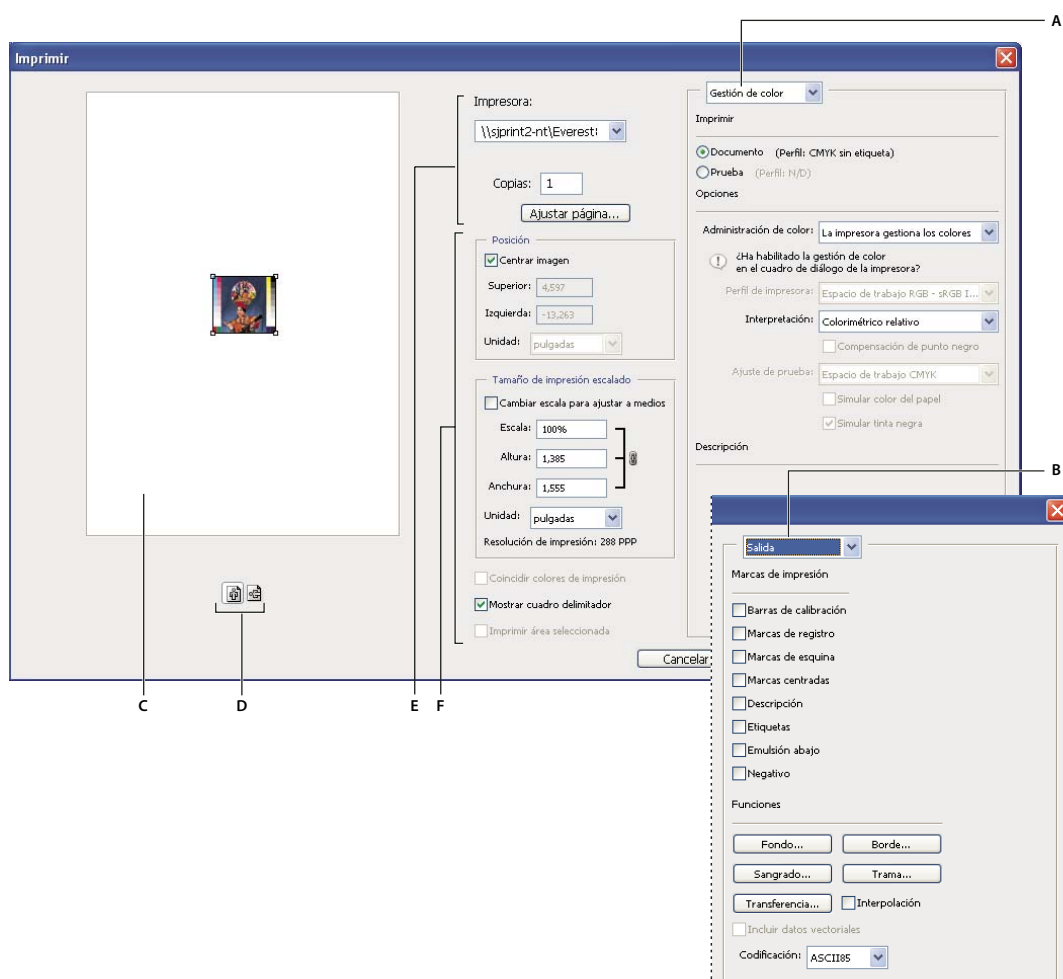 A
Imprimir
Impresora:
\\sjprint2-nt\Everest
Copias: 1
Ajustar página...
Posición
Centrar imagen
Superior: 4,597
Izquierda: -13,263
Unidad: pulgadas
Tamaño de impresión escalado
Cambiar escala para ajustar a medios
Escala: 100%
Altura: 1,385
Anchura: 1,555
Unidad: pulgadas
Resolución de impresión: 288 PPP
Coincidir colores de impresión
Mostrar cuadro delimitador
Imprimir área seleccionada
Cancelar
Gestión de color
Imprimir
Documento (Perfil: CMYK sin etiqueta)
Prueba (Perfil: N/D)
Opciones
Administración de color: La impresora gestiona los colores
¿Ha habilitado la gestión de color
en el cuadro de diálogo de la impresora?
Perfil de impresora: Espacio de trabajo RGB - sRGB I...
Interpretación: Colorimétrico relativo
Compensación de punto negro
Ajuste de prueba: Espacio de trabajo CMYK
Simular color del papel
Simular tinta negra
Descripción
B
Salida
Marcas de impresión
Barras de calibración
Marcas de registro
Marcas de esquina
Marcas centradas
Descripción
Etiquetas
Emulsión abajo
Negativo
Funciones
Fondo... Borde...
Sangrado... Trama...
Transferencia... Interpolación
Incluir datos vectoriales
Codificación: ASCII85
C D E F